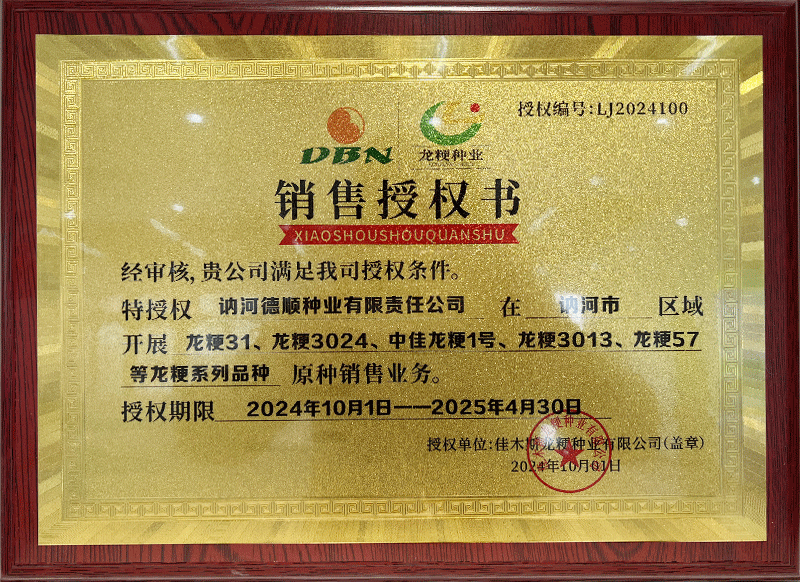 授权编号:LJ2024100
DBN
龙粳种业
销售授权书
XIAOSHOUSHOUQUANSHU
经审核,贵公司满足我司授权条件。
特授权 讷河德顺种业有限责任公司 在 讷河市 区域
开展 龙粳31、龙粳3024、中佳龙粳1号、龙粳3013、龙粳57
等龙粳系列品种 原种销售业务。
授权期限 2024年10月1日——2025年4月30日
授权单位:佳木斯龙粳种业有限公司(盖章)
2024年10月01日